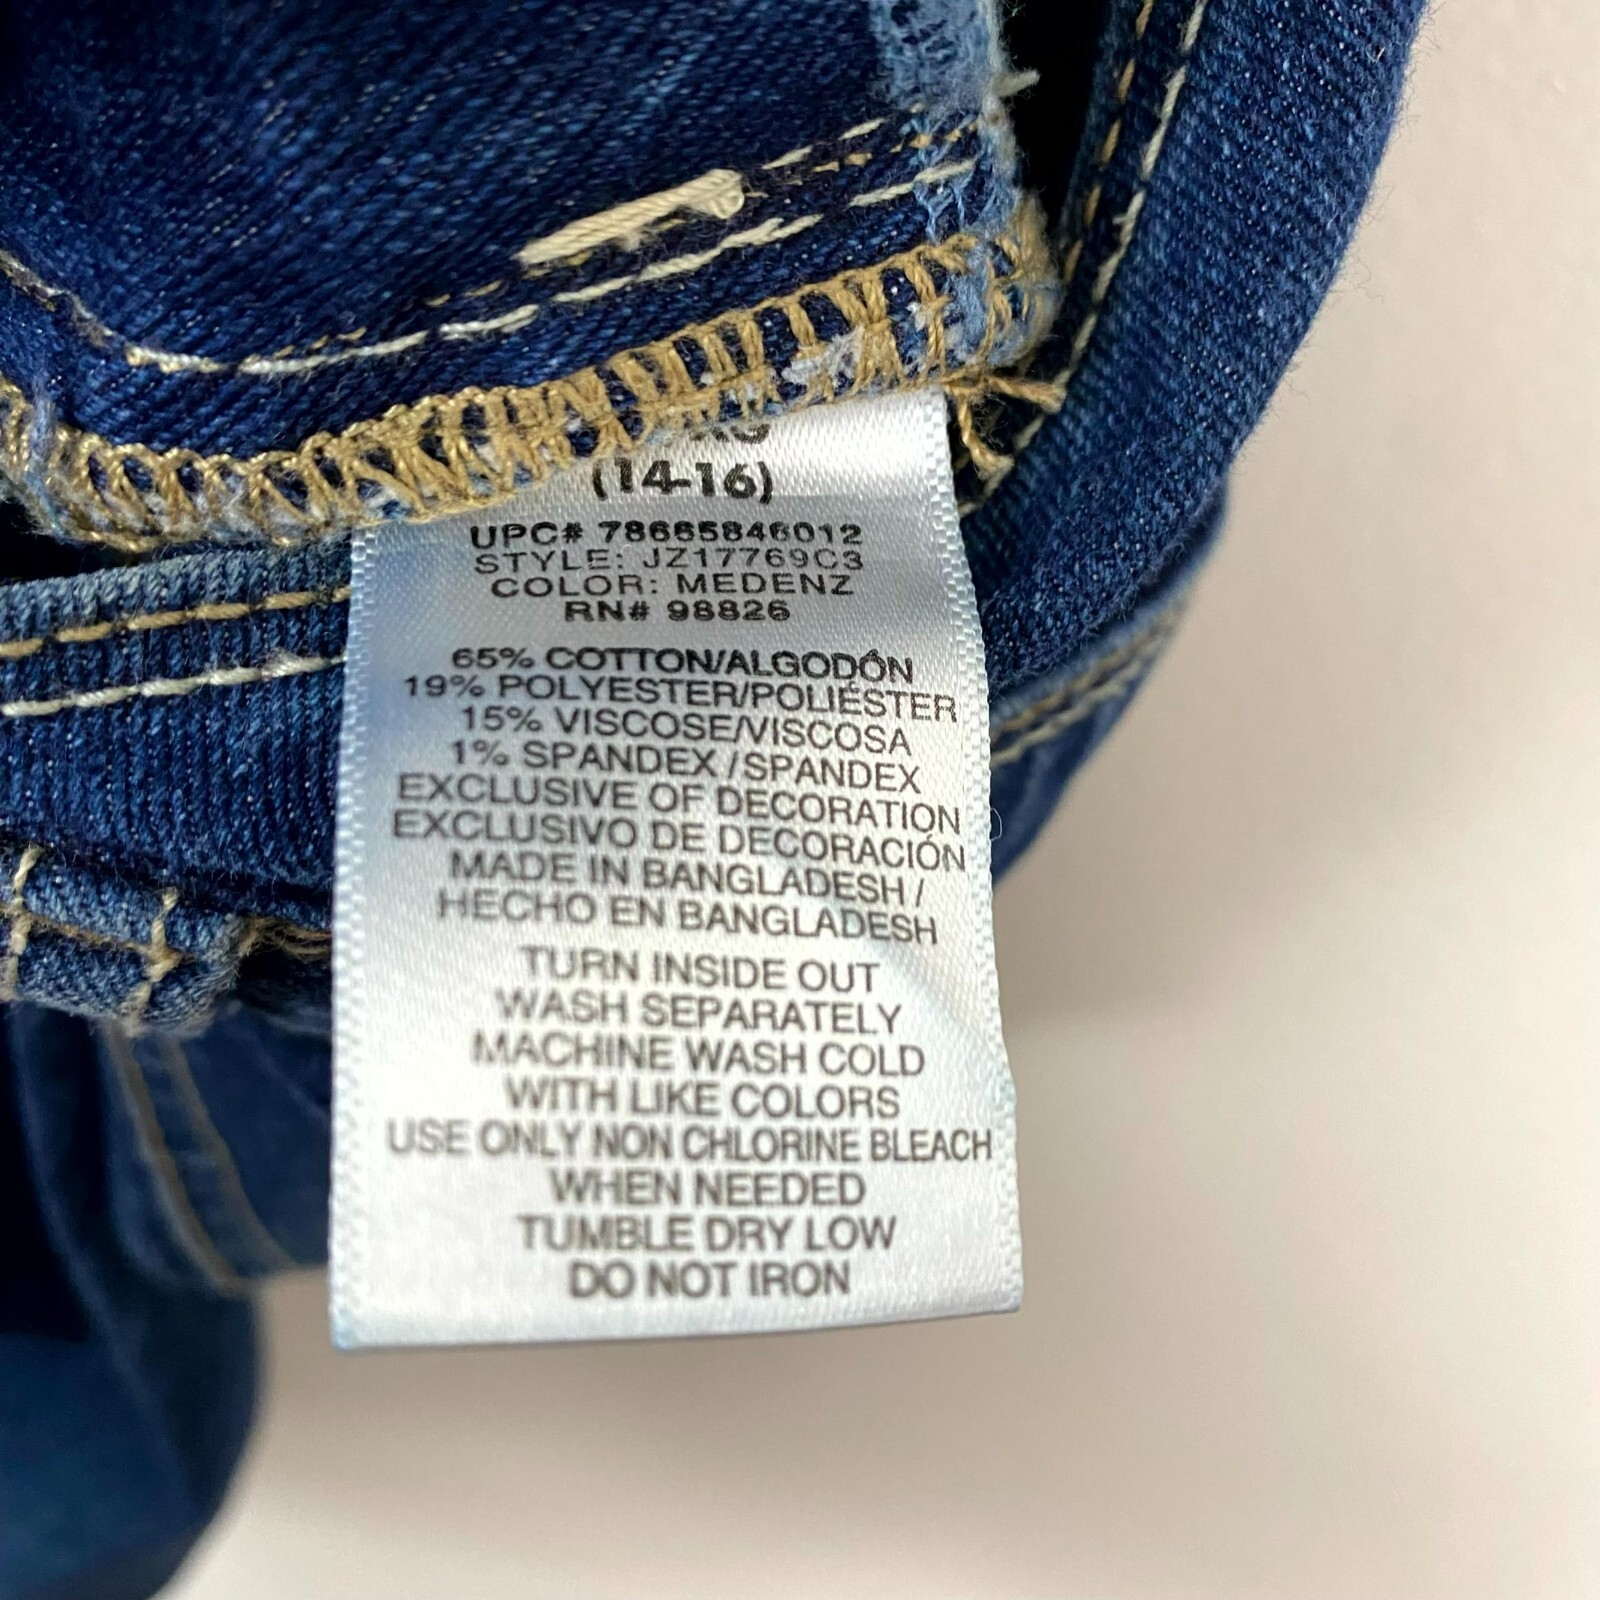 (14-16)
UPC# 78665846012
STYLE: JZ17769C3
COLOR: MEDENZ
RN# 98826
65% COTTON/ALGODÓN
19% POLYESTER/POLIÉSTER
15% VISCOSE/VISCOSA
1% SPANDEX /SPANDEX
EXCLUSIVE OF DECORATION
EXCLUSIVO DE DECORACIÓN
MADE IN BANGLADESH /
HECHO EN BANGLADESH
TURN INSIDE OUT
WASH SEPARATELY
MACHINE WASH COLD
WITH LIKE COLORS
USE ONLY NON CHLORINE BLEACH
WHEN NEEDED
TUMBLE DRY LOW
DO NOT IRON